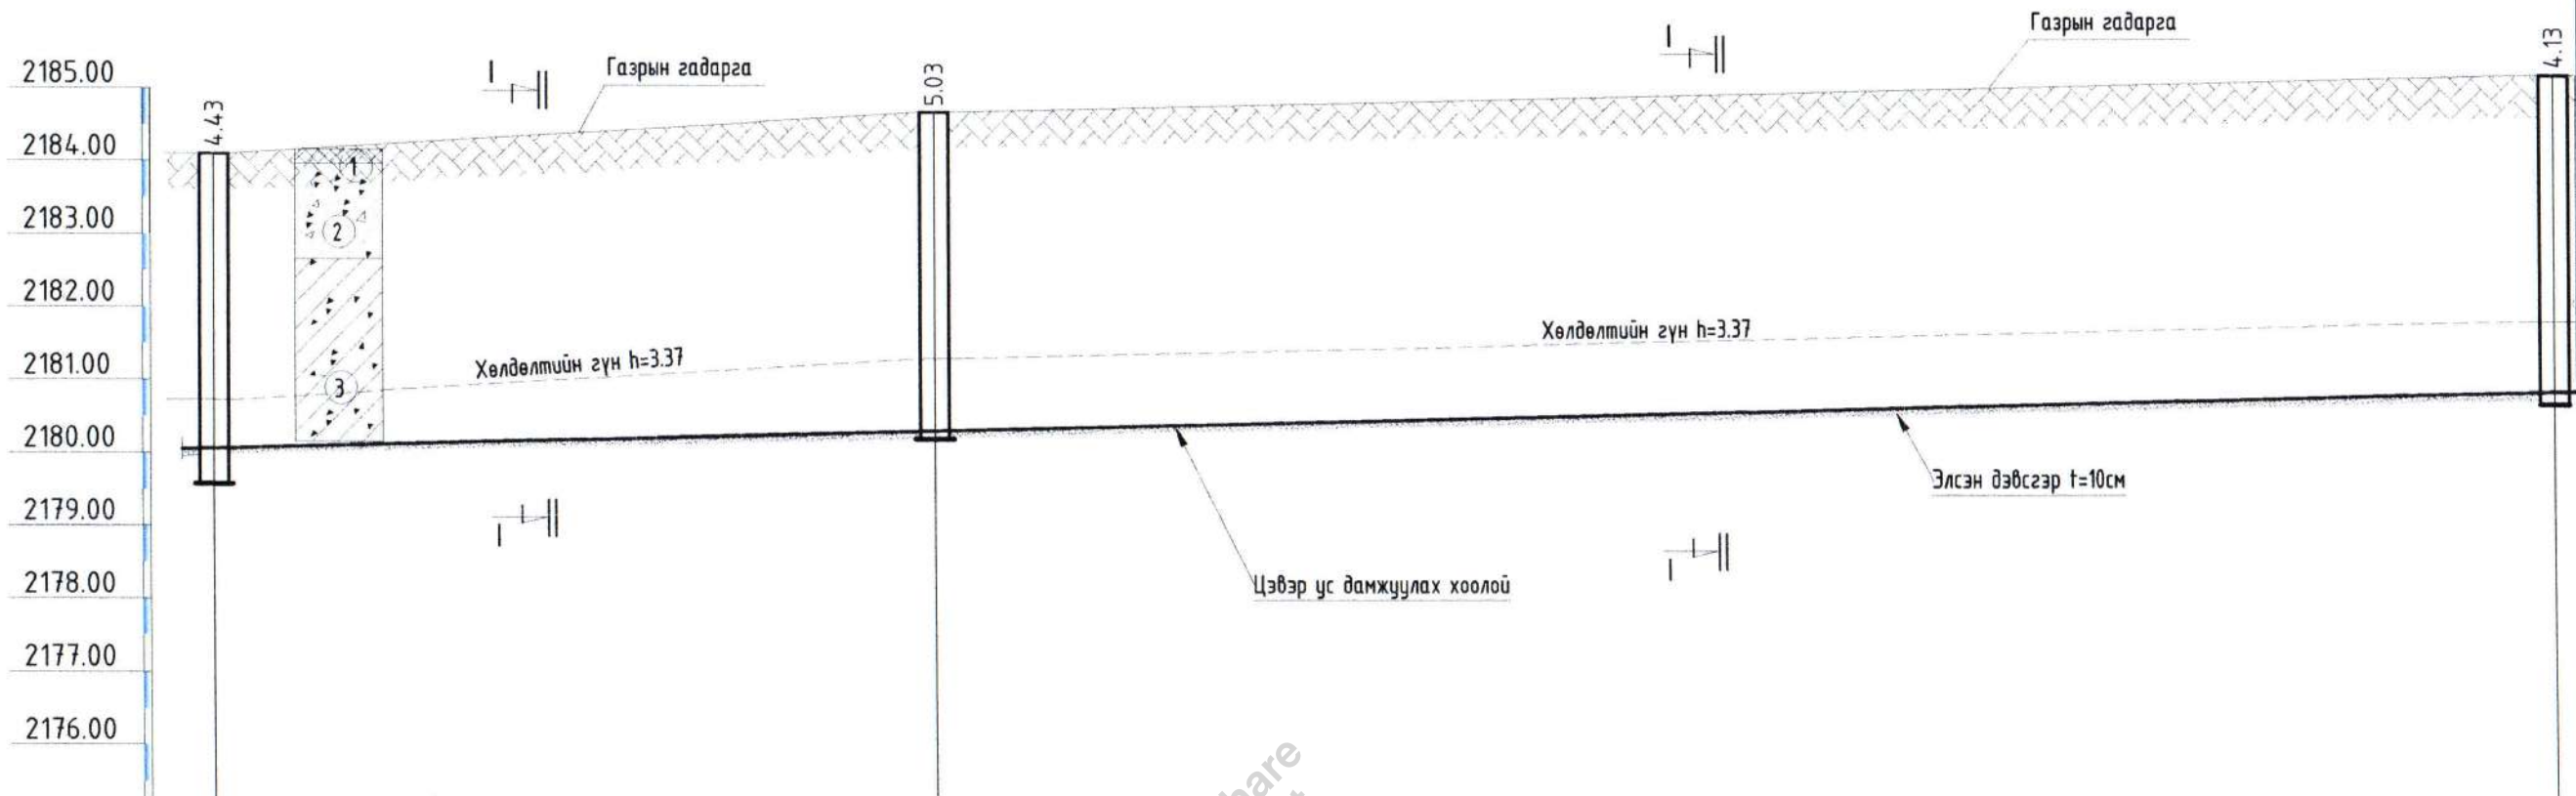 Газрын гадарга
Газрын гадарга
4.43
5.03
4.13
I
I
2185.00
2184.00
2183.00
2182.00
2181.00
2180.00
2179.00
2178.00
2177.00
2176.00
1
2
3
Хөлдөлтийн гүн h=3.37
Хөлдөлтийн гүн h=3.37
Элсэн дэвсгэр t=10см
Цэвэр ус дамжуулах хоолой
I
I